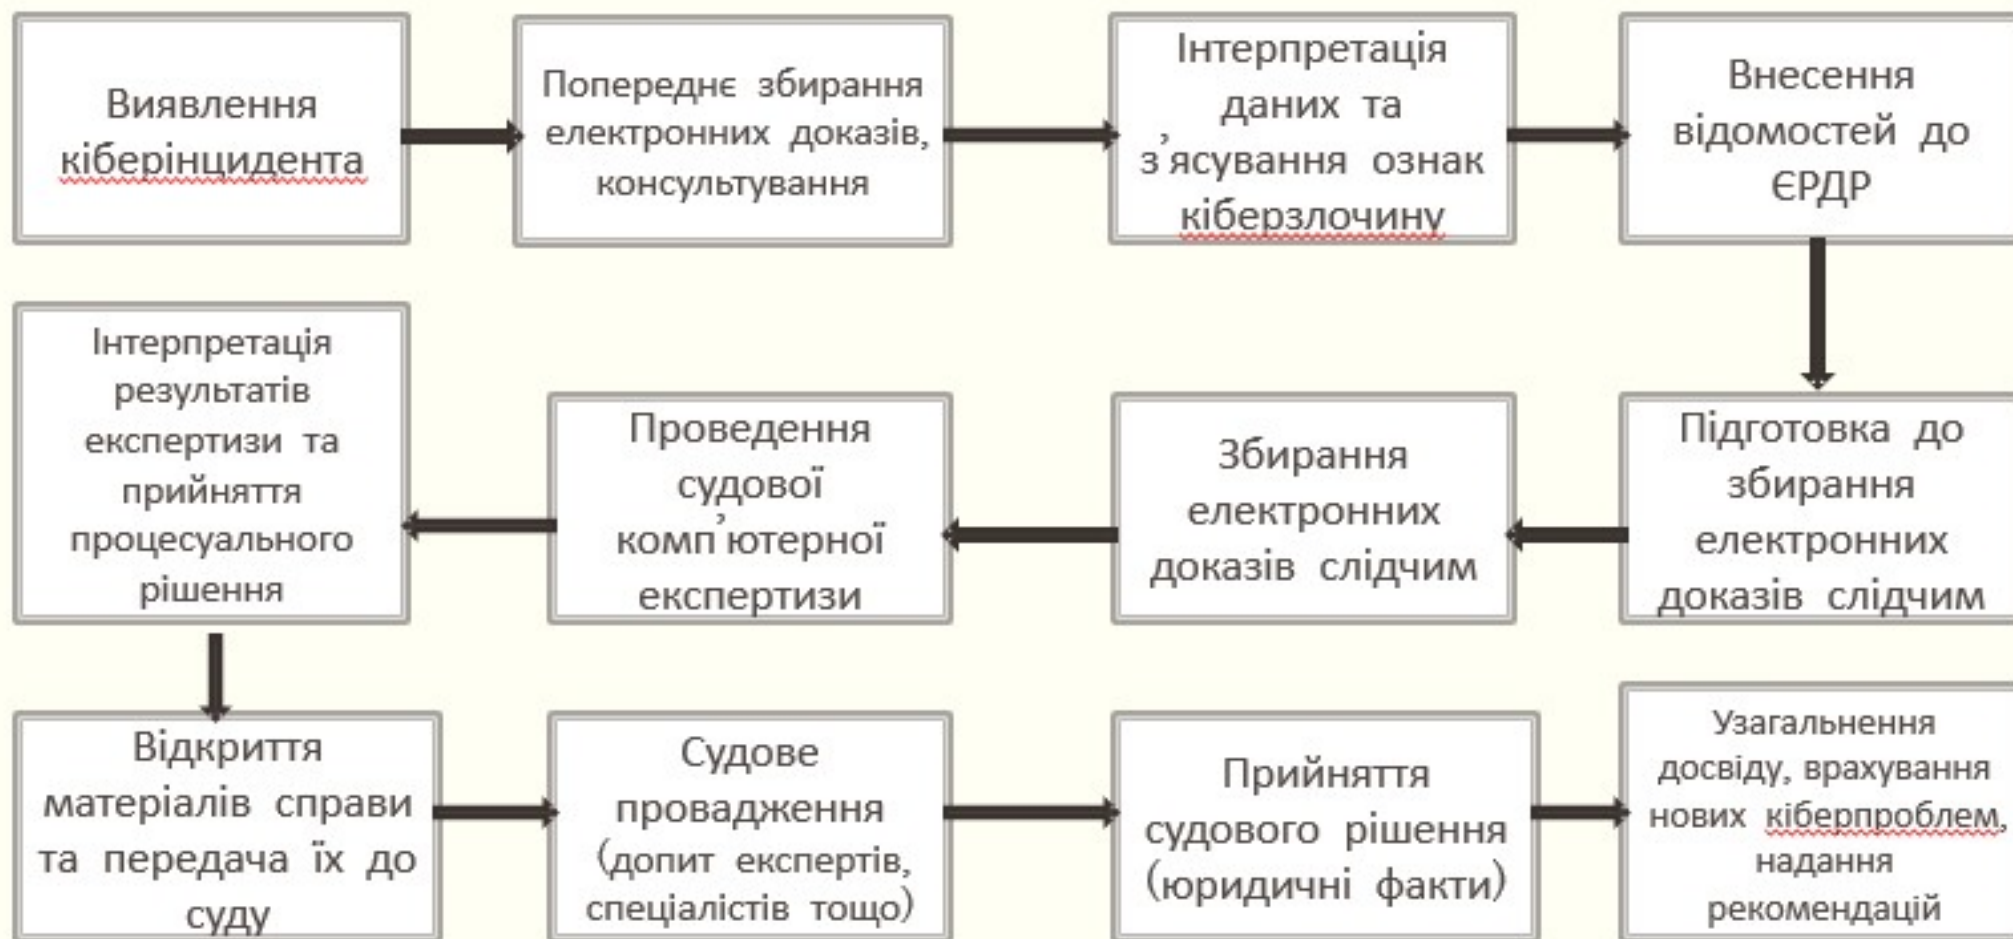 Виявлення
кіберінцидента
Попереднє збирання
електронних доказів,
консультування
Інтерпретація
даних та
з’ясування ознак
кіберзлочину
Внесення
відомостей до
ЄРДР
Підготовка до
збирання
електронних
доказів слідчим
Збирання
електронних
доказів слідчим
Проведення
судової
комп’ютерної
експертизи
Інтерпретація
результатів
експертизи та
прийняття
процесуального
рішення
Відкриття
матеріалів справи
та передача їх до
суду
Судове
провадження
(допит експертів,
спеціалістів тощо)
Прийняття
судового рішення
(юридичні факти)
Узагальнення
досвіду, врахування
нових кіберпроблем,
надання
рекомендацій